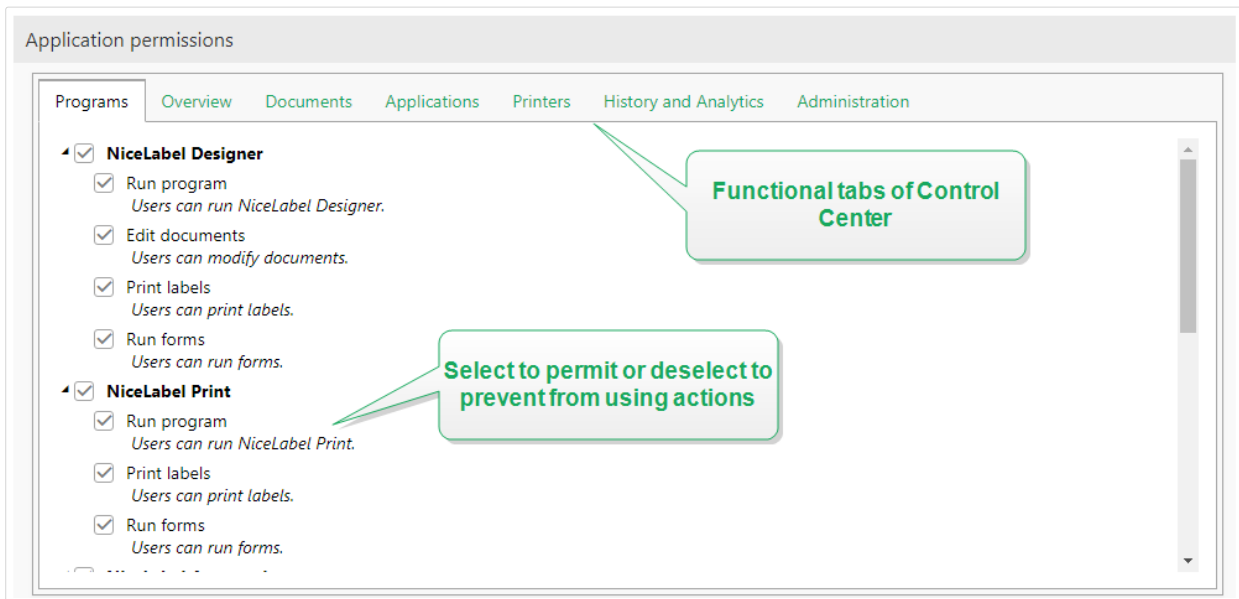 Application permissions
Programs Overview Documents Applications Printers History and Analytics Administration
NiceLabel Designer
Run program
Users can run NiceLabel Designer.
Edit documents
Users can modify documents.
Print labels
Users can print labels.
Run forms
Users can run forms.
NiceLabel Print
Run program
Users can run NiceLabel Print.
Print labels
Users can print labels.
Run forms
Users can run forms.
Functional tabs of Control
Center
Select to permit or deselect to
prevent from using actions